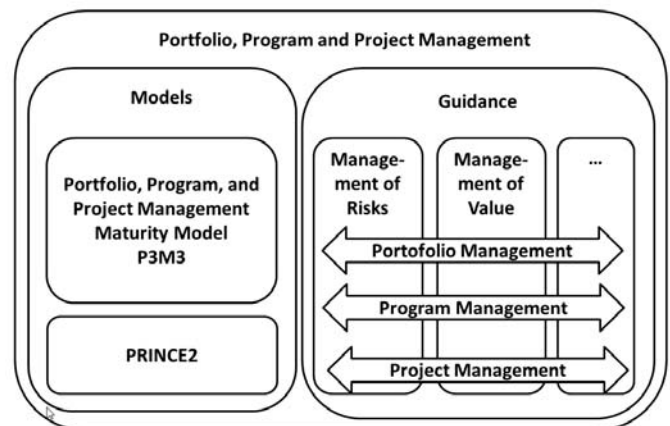 Portfolio, Program and Project Management
Models
Portfolio, Program, and
Project Management
Maturity Model
P3M3
PRINCE2
Guidance
Manage-
ment of
Risks
Manage-
ment of
Value
...
Portofolio Management
Program Management
Project Management